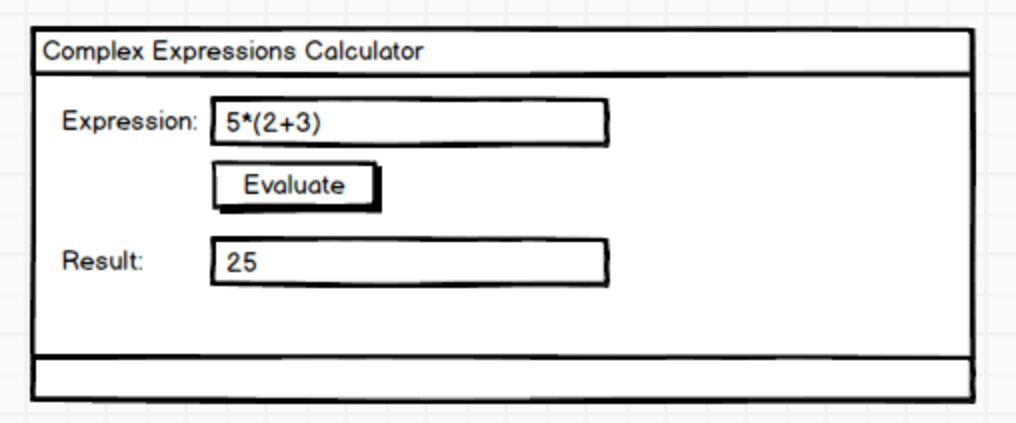 Complex Expressions Calculator
Expression: 5*(2+3)
Evaluate
Result: 25